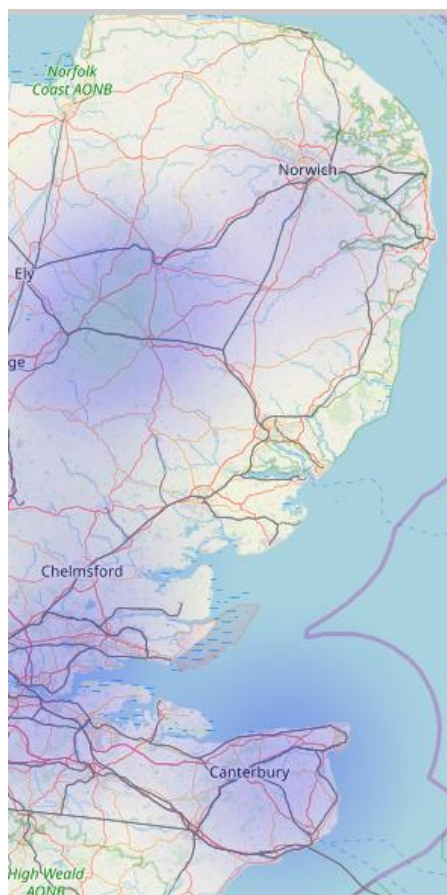 Norfolk
Coast AONB
Norwich
Ely
ge
Chelmsford
Canterbury
High Weald
AONB